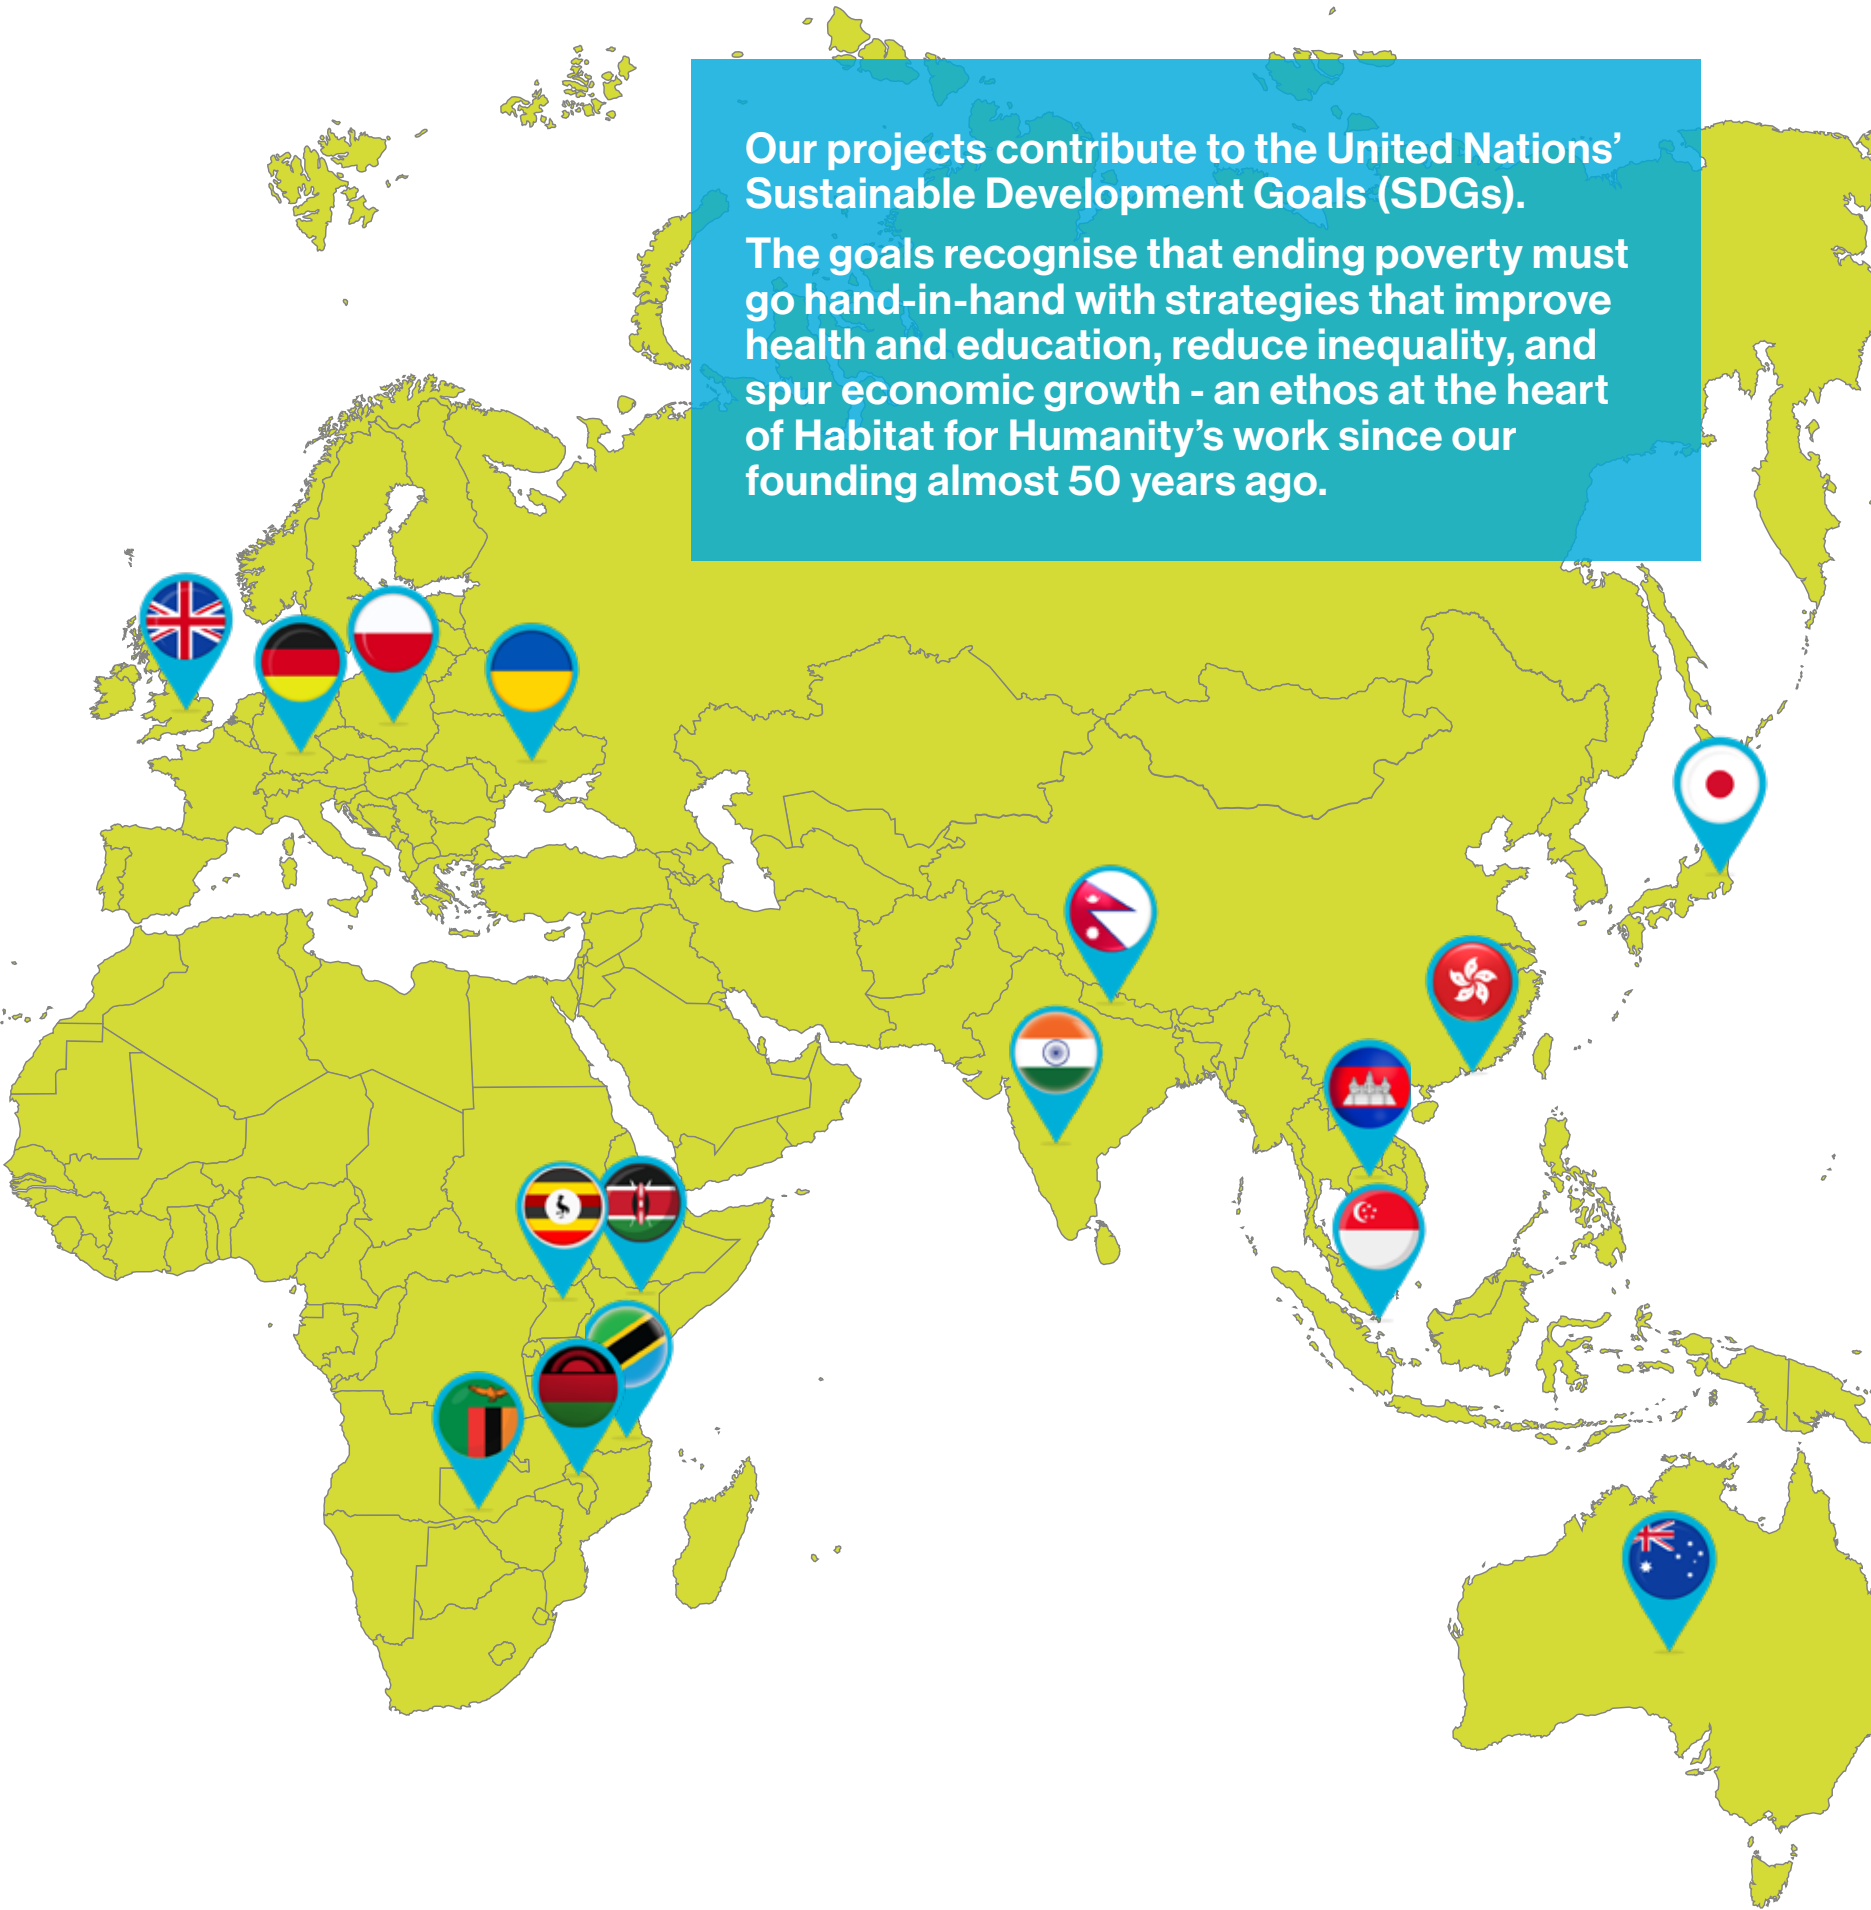 Our projects contribute to the United Nations’
Sustainable Development Goals (SDGs).
The goals recognise that ending poverty must
go hand-in-hand with strategies that improve
health and education, reduce inequality, and
spur economic growth - an ethos at the heart
of Habitat for Humanity’s work since our
founding almost 50 years ago.